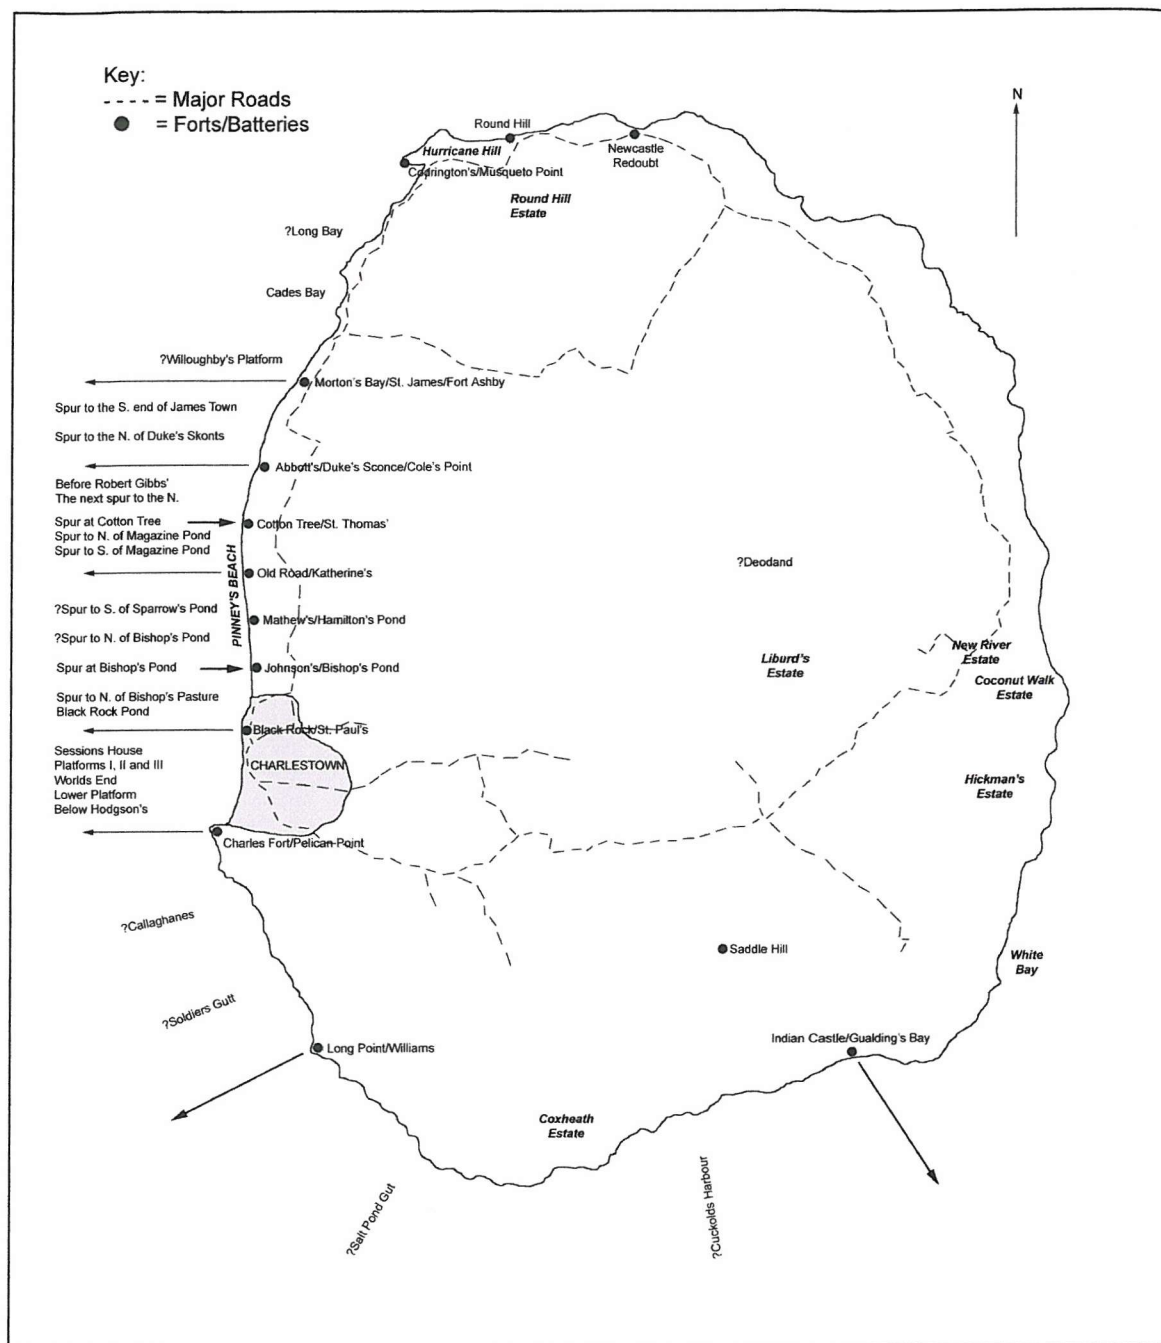 Key:
= Major Roads
= Forts/Batteries
N
Round Hill
Hurricane Hill
Newcastle
Redoubt
Codrington's/Musqueto Point
Round Hill
Estate
?Long Bay
Cades Bay
?Willoughby's Platform
Morton's Bay/St. James/Fort Ashby
Spur to the S. end of James Town
Spur to the N. of Duke's Skonts
Abbott's/Duke's Sconce/Cole's Point
Before Robert Gibbs'
The next spur to the N.
Spur at Cotton Tree
Cotton Tree/St. Thomas'
Spur to N. of Magazine Pond
Spur to S. of Magazine Pond
PINNEY'S BEACH
Old Road/Katherine's
?Deodand
?Spur to S. of Sparrow's Pond
Mathew's/Hamilton's Pond
?Spur to N. of Bishop's Pond
Spur at Bishop's Pond
Johnson's/Bishop's Pond
Liburd's
Estate
New River
Estate
Coconut Walk
Estate
Spur to N. of Bishop's Pasture
Black Rock Pond
Black Rock/St. Paul's
Sessions House
Platforms I, II and III
Worlds End
Lower Platform
Below Hodgson's
CHARLESTOWN
Hickman's
Estate
Charles Fort/Pelican Point
?Callaghanes
Saddle Hill
White
Bay
?Soldiers Gutt
Long Point/Williams
Indian Castle/Gualding's Bay
Coxheath
Estate
?Salt Pond Gut
?Cuckolds Harbour